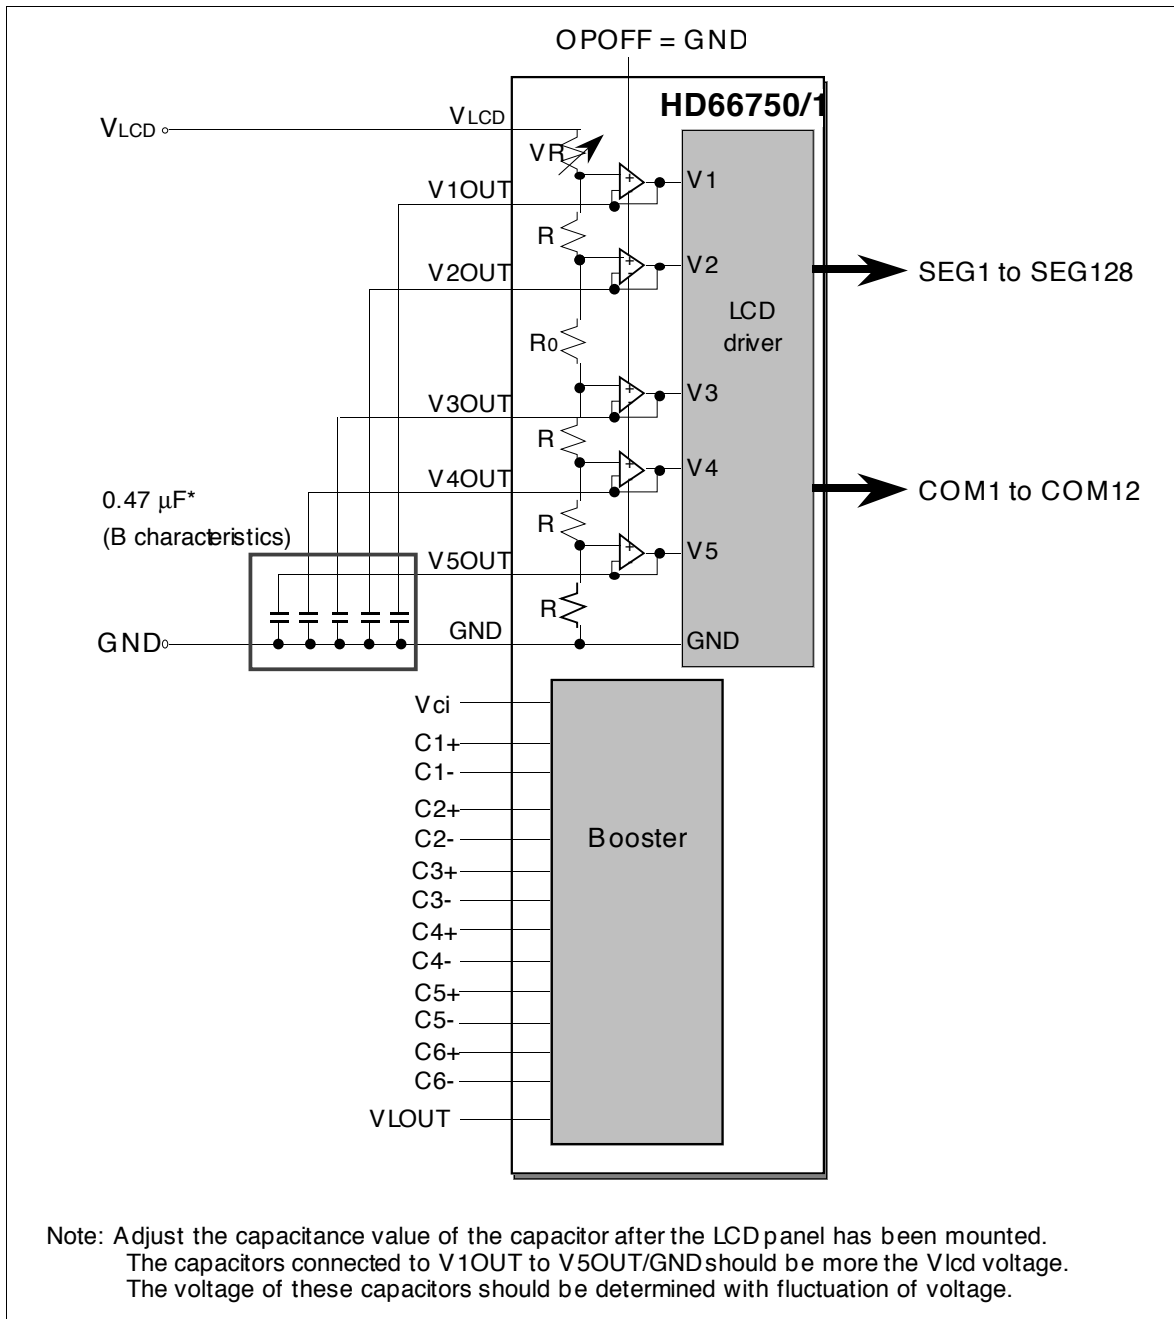 OPOFF = GND
HD66750/1
VLCD
VLCD
VR
V1OUT
V1
R
V2OUT
V2
SEG1 to SEG128
LCD
driver
R0
V3OUT
V3
R
V4OUT
V4
COM1 to COM12
0.47 µF*
(B characteristics)
R
V5OUT
V5
R
GND
GND
GND
Vci
C1+
C1-
C2+
C2-
Booster
C3+
C3-
C4+
C4-
C5+
C5-
C6+
C6-
VLOUT
Note: Adjust the capacitance value of the capacitor after the LCD panel has been mounted.
The capacitors connected to V1OUT to V5OUT/GND should be more the Vlcd voltage.
The voltage of these capacitors should be determined with fluctuation of voltage.